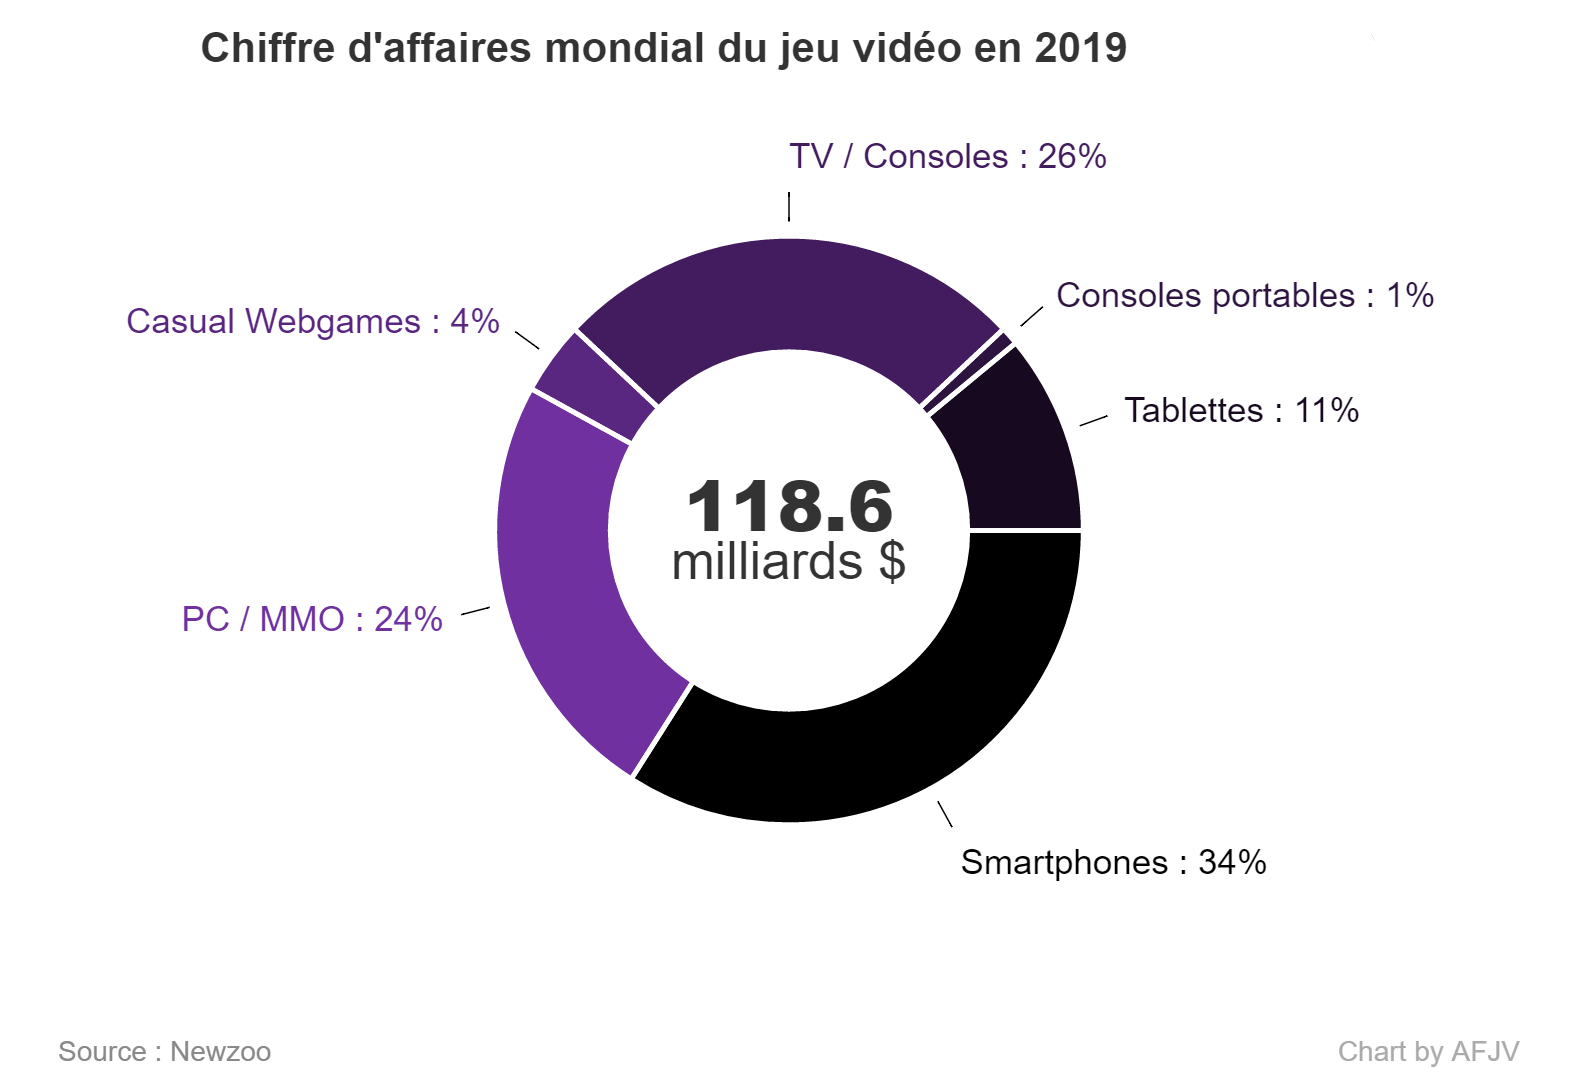 Chiffre d'affaires mondial du jeu vidéo en 2019
TV / Consoles : 26%
Consoles portables : 1%
Casual Webgames : 4%
Tablettes : 11%
118.6
milliards $
PC / MMO : 24%
Smartphones : 34%
Source : Newzoo
Chart by AFJV